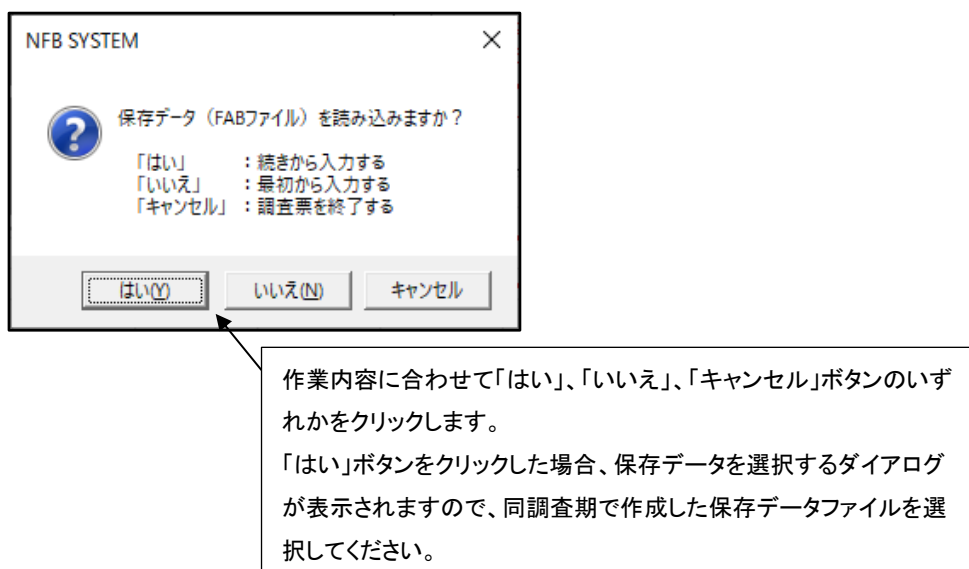 NFB SYSTEM
保存データ（FABファイル）を読み込みますか？
「はい」　　：続きから入力する
「いいえ」　：最初から入力する
「キャンセル」：調査票を終了する
はい(Y)　いいえ(N)　キャンセル
作業内容に合わせて「はい」、「いいえ」、「キャンセル」ボタンのいず
れかをクリックします。
「はい」ボタンをクリックした場合、保存データを選択するダイアログ
が表示されますので、同調査期で作成した保存データファイルを選
択してください。